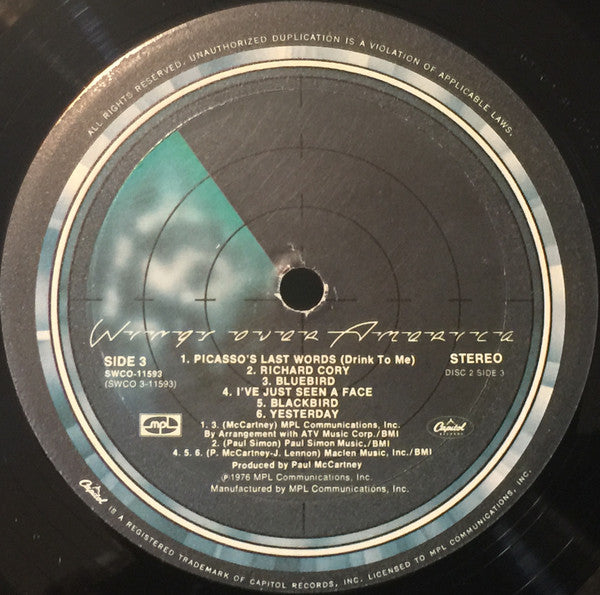 ALL RIGHTS RESERVED. UNAUTHORIZED DUPLICATION IS A VIOLATION OF APPLICABLE LAWS.
Wings over America
SIDE 3
SWCO-11593
(SWCO 3-11593)
1. PICASSO'S LAST WORDS (Drink To Me)
2. RICHARD CORY
3. BLUEBIRD
4. I'VE JUST SEEN A FACE
5. BLACKBIRD
6. YESTERDAY
STEREO
DISC 2 SIDE 3
MPL
1. 3. (McCartney) MPL Communications, Inc.
By Arrangement with ATV Music Corp./BMI
2. (Paul Simon) Paul Simon Music./BMI
4. 5. 6. (P. McCartney-J. Lennon) Maclen Music, Inc./BMI
Produced by Paul McCartney
℗1976 MPL Communications, Inc.
Manufactured by MPL Communications, Inc.
Capitol
RECORDS
Capitol IS A REGISTERED TRADEMARK OF CAPITOL RECORDS, INC. LICENSED TO MPL COMMUNICATIONS, INC.